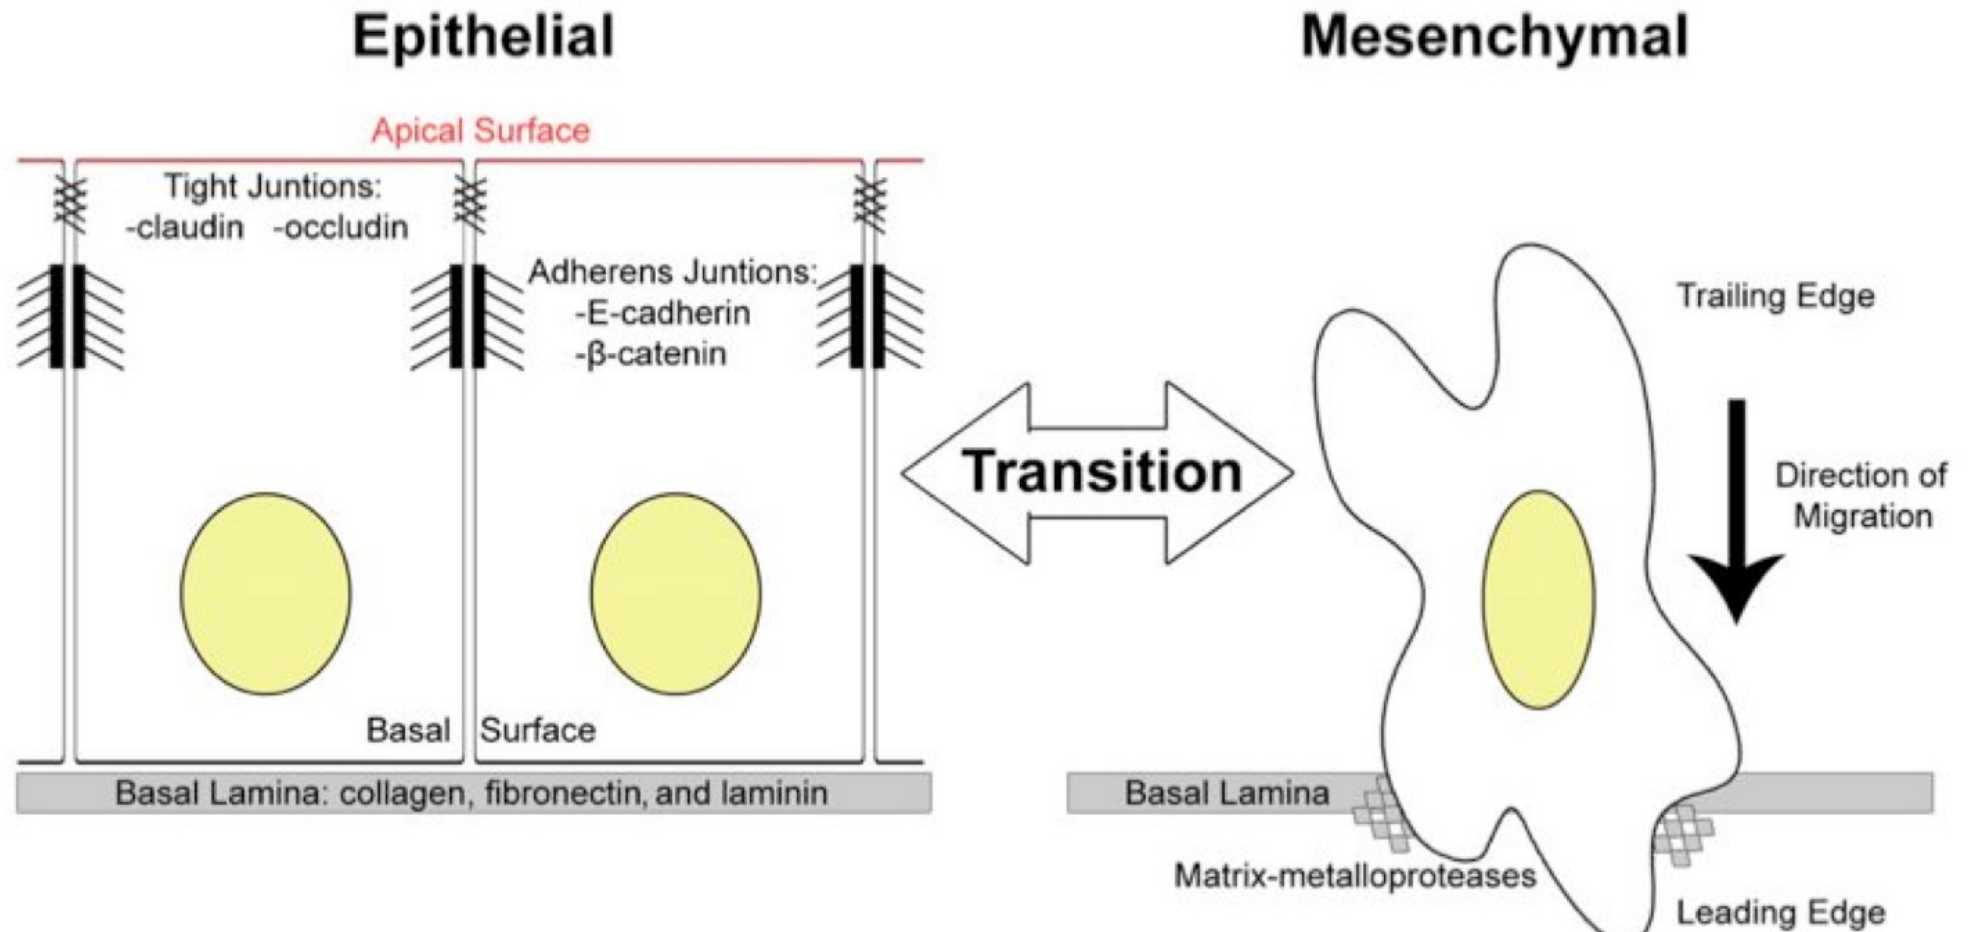 Epithelial
Mesenchymal
Apical Surface
Tight Juntions:
-claudin -occludin
Adherens Juntions:
-E-cadherin
-β-catenin
Basal Surface
Basal Lamina: collagen, fibronectin, and laminin
Transition
Trailing Edge
Direction of
Migration
Basal Lamina
Matrix-metalloproteases
Leading Edge